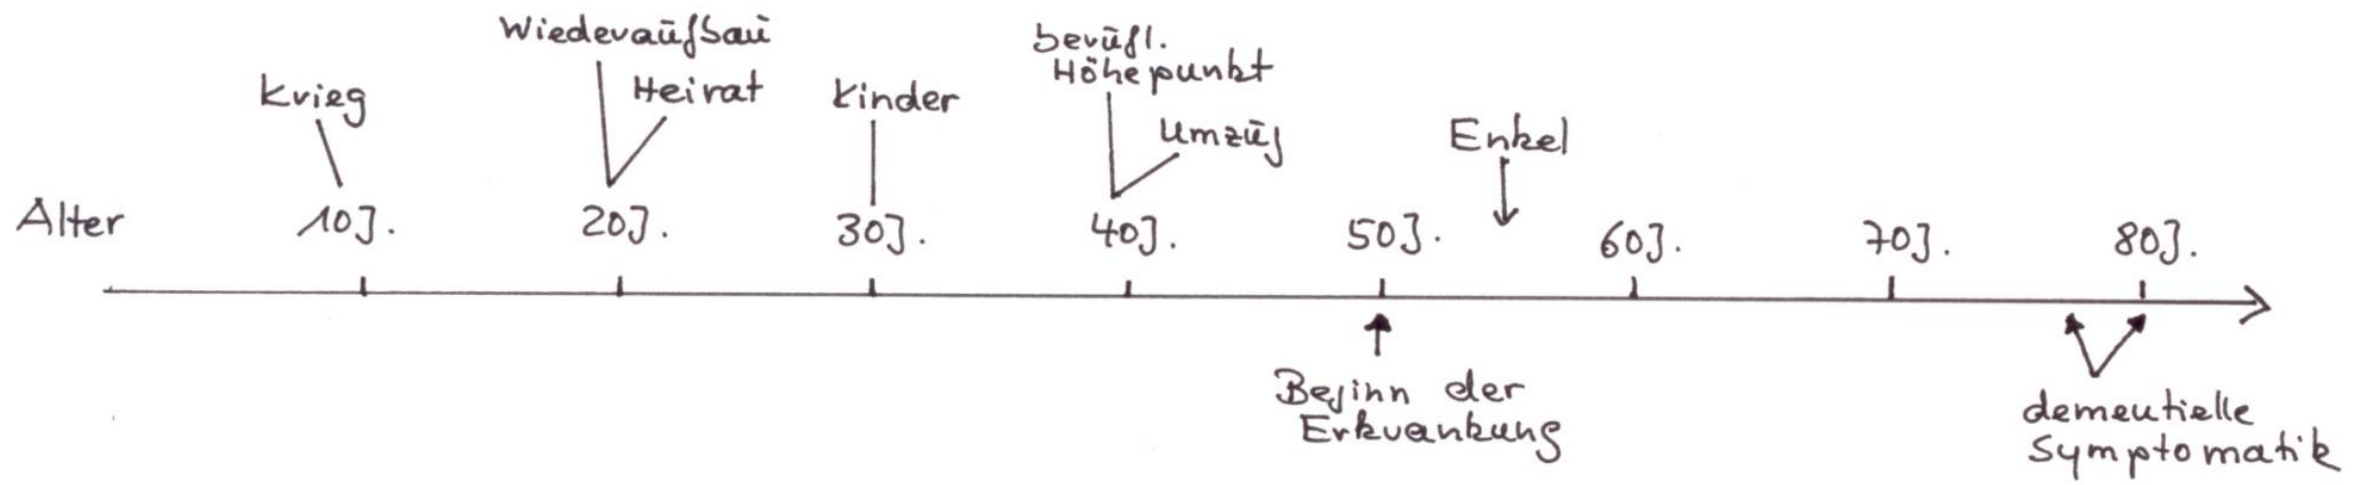 Wiederaufbau
Krieg
Heirat
Kinder
berufl.
Höhepunkt
Umzug
Enkel
Alter 10J. 20J. 30J. 40J. 50J. 60J. 70J. 80J.
Beginn der
Erkrankung
dementielle
Symptomatik